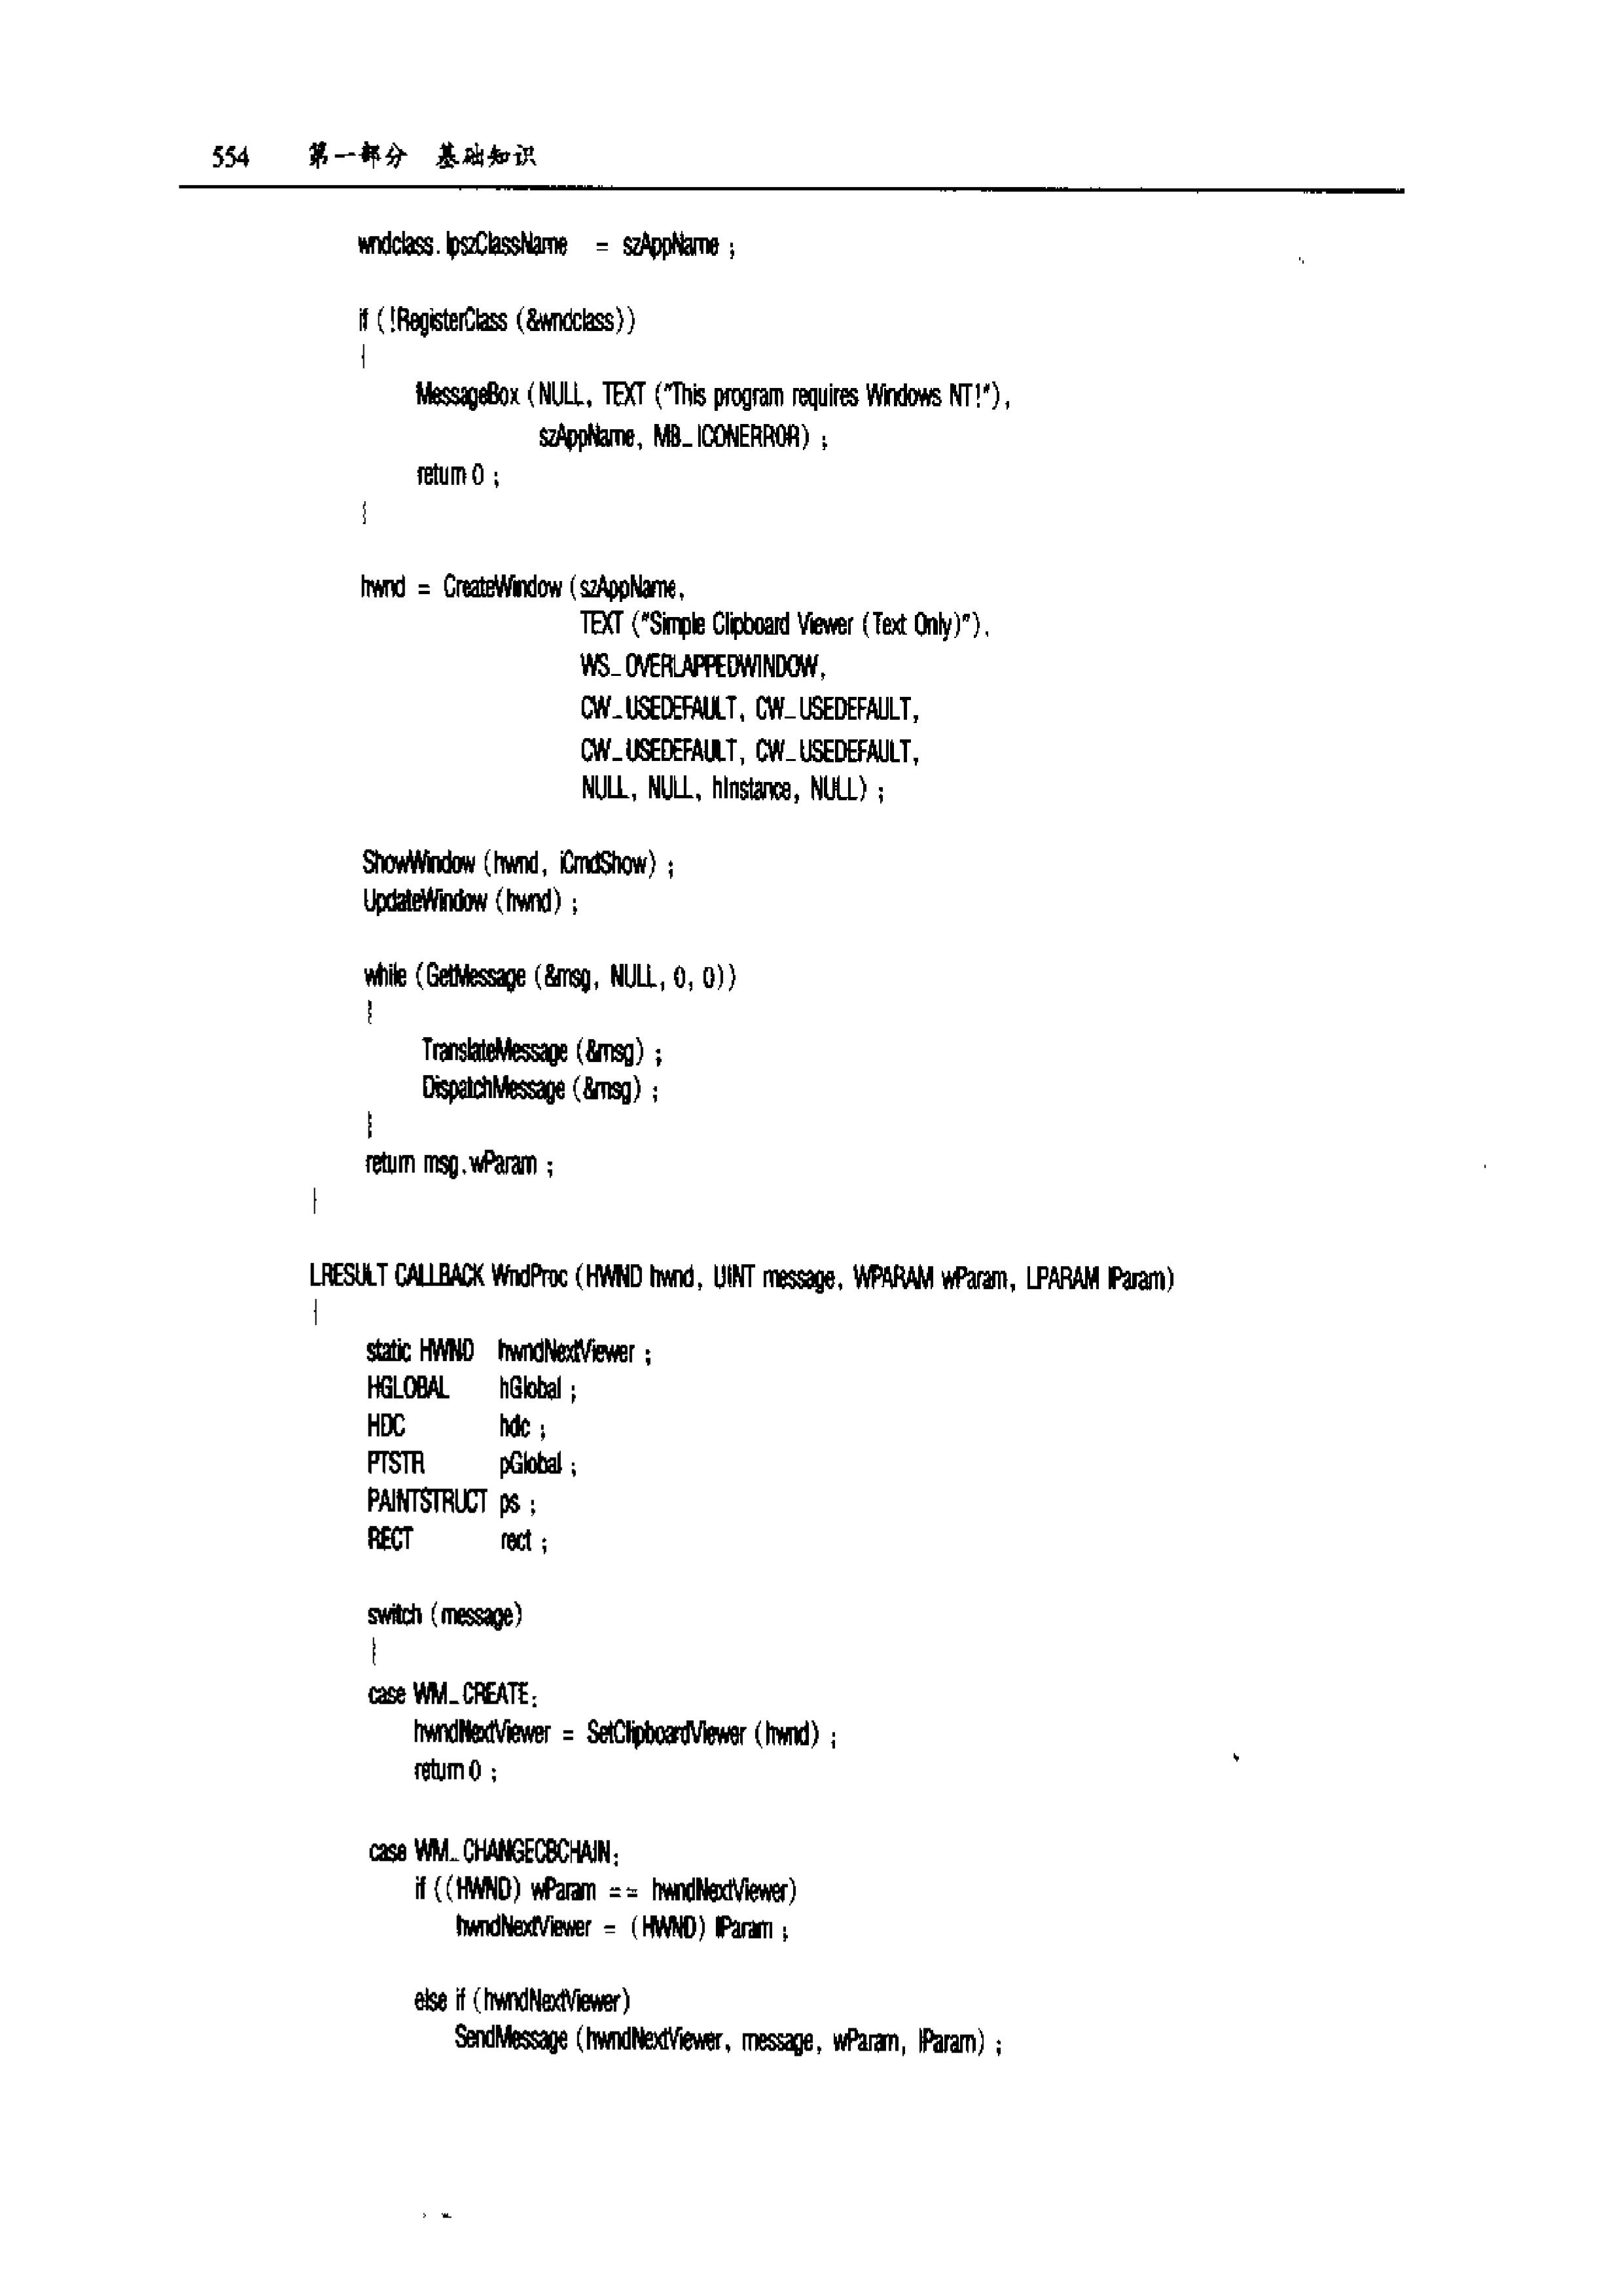 554 第一部分 基础知识
wndclass.lpszClassName = szAppName ;
if (!RegisterClass (&wndclass))
{
MessageBox (NULL, TEXT ("This program requires Windows NT!"),
szAppName, MB_ICONERROR) ;
return 0 ;
}
hwnd = CreateWindow (szAppName,
TEXT ("Simple Clipboard Viewer (Text Only)"),
WS_OVERLAPPEDWINDOW,
CW_USEDEFAULT, CW_USEDEFAULT,
CW_USEDEFAULT, CW_USEDEFAULT,
NULL, NULL, hInstance, NULL) ;
ShowWindow (hwnd, iCmdShow) ;
UpdateWindow (hwnd) ;
while (GetMessage (&msg, NULL, 0, 0))
{
TranslateMessage (&msg) ;
DispatchMessage (&msg) ;
}
return msg.wParam ;
}
LRESULT CALLBACK WndProc (HWND hwnd, UINT message, WPARAM wParam, LPARAM lParam)
{
static HWND hwndNextViewer ;
HGLOBAL hGlobal ;
HDC hdc ;
PTSTR pGlobal ;
PAINTSTRUCT ps ;
RECT rect ;
switch (message)
{
case WM_CREATE:
hwndNextViewer = SetClipboardViewer (hwnd) ;
return 0 ;
case WM_CHANGECBCHAIN:
if ((HWND) wParam == hwndNextViewer)
hwndNextViewer = (HWND) lParam ;
else if (hwndNextViewer)
SendMessage (hwndNextViewer, message, wParam, lParam) ;